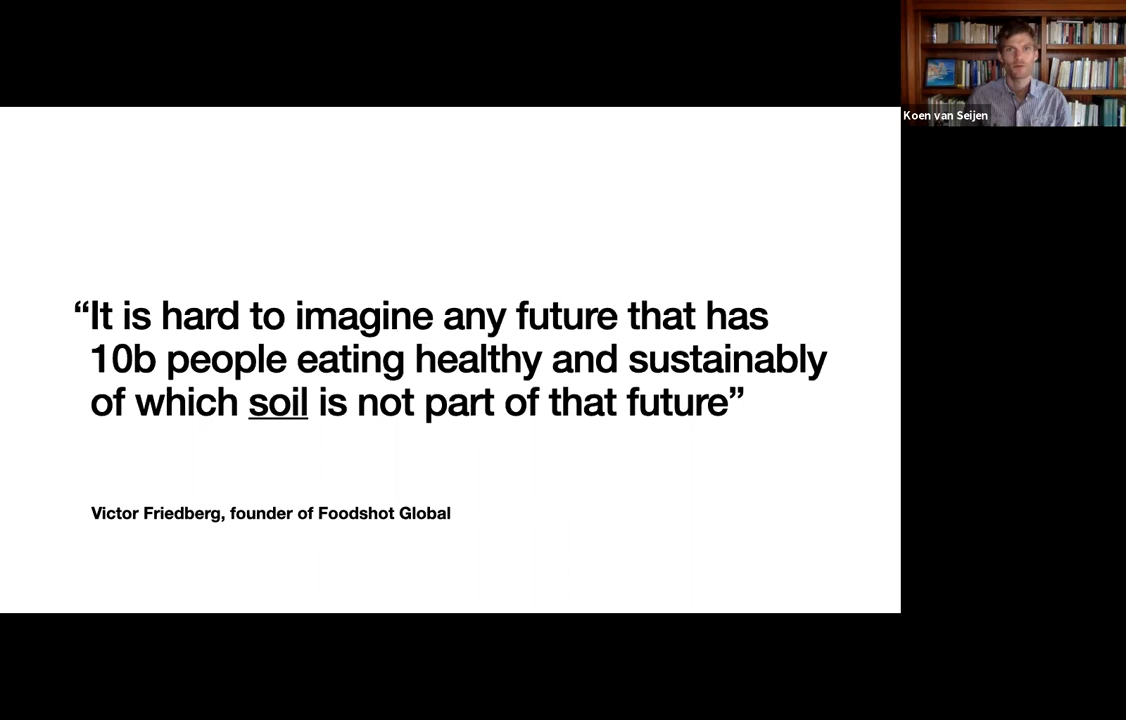 Koen van Seijen
“It is hard to imagine any future that has
10b people eating healthy and sustainably
of which soil is not part of that future”
Victor Friedberg, founder of Foodshot Global